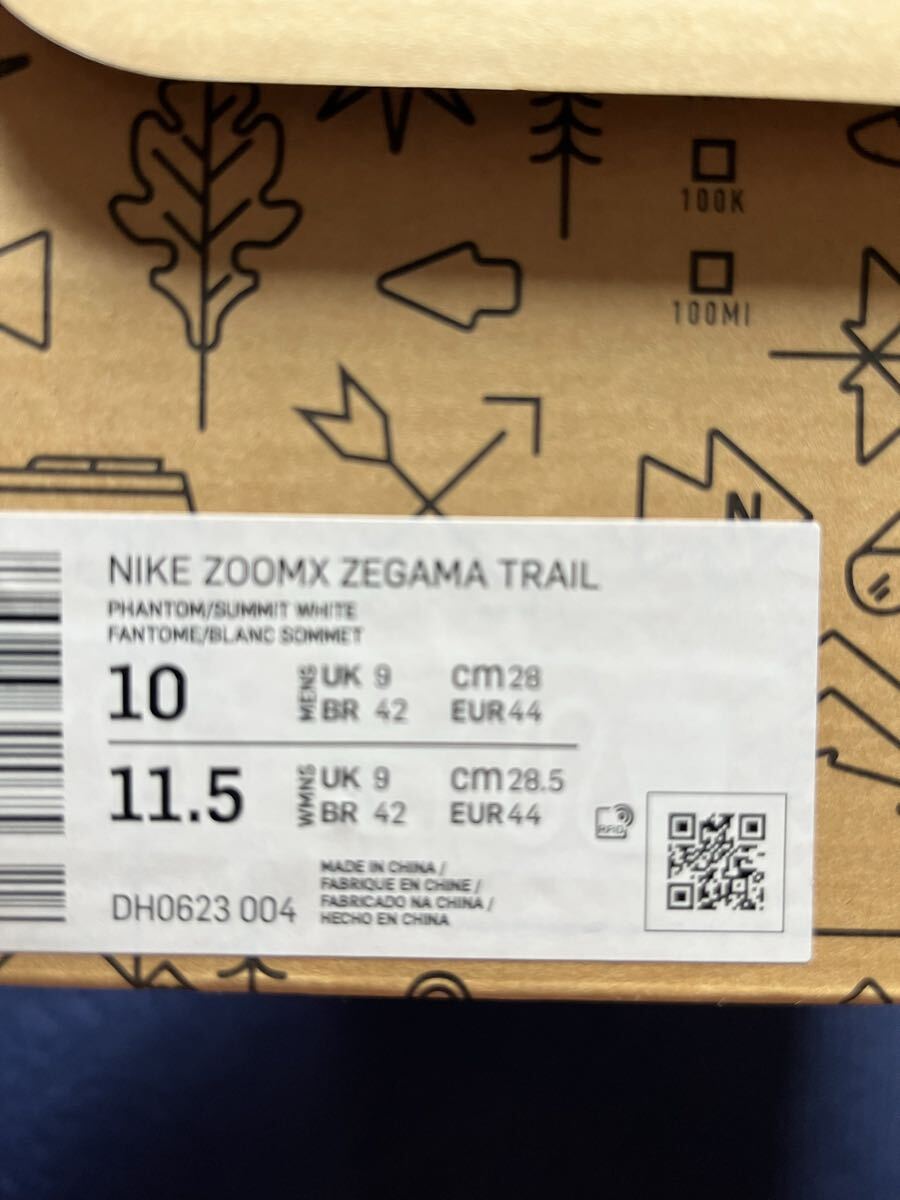 100K
100MI
N
NIKE ZOOMX ZEGAMA TRAIL
PHANTOM/SUMMIT WHITE
FANTOME/BLANC SOMMET
10 MENS UK 9 cm 28
BR 42 EUR 44
11.5 WMNS UK 9 cm 28.5
BR 42 EUR 44
RFID
MADE IN CHINA /
FABRIQUE EN CHINE /
FABRICADO NA CHINA /
HECHO EN CHINA
DH0623 004